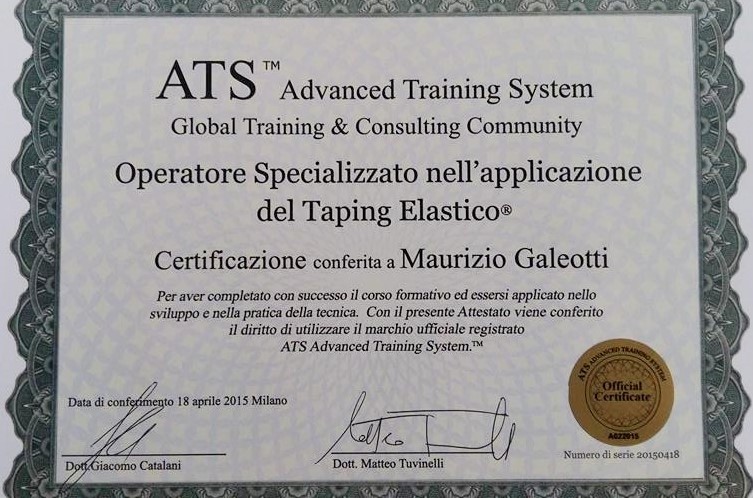 ATS™ Advanced Training System
Global Training & Consulting Community
Operatore Specializzato nell'applicazione
del Taping Elastico®
Certificazione conferita a Maurizio Galeotti
Per aver completato con successo il corso formativo ed essersi applicato nello
sviluppo e nella pratica della tecnica. Con il presente Attestato viene conferito
il diritto di utilizzare il marchio ufficiale registrato
ATS Advanced Training System.™
ATS ADVANCED TRAINING SYSTEM
Official
Certificate
Data di conferimento 18 aprile 2015 Milano
Dott.Giacomo Catalani
Dott. Matteo Tuvinelli
Numero di serie 20150418